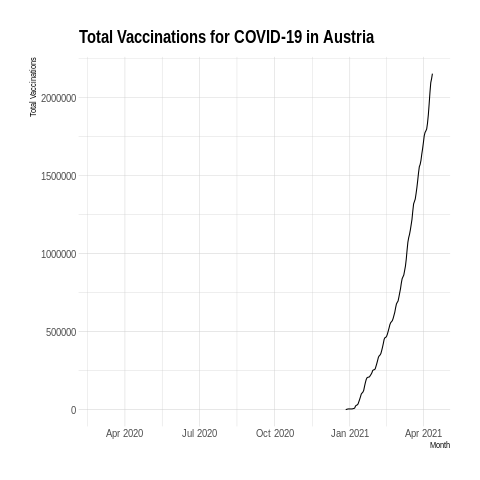 Total Vaccinations for COVID-19 in Austria
Total Vaccinations
2000000
1500000
1000000
500000
0
Apr 2020 Jul 2020 Oct 2020 Jan 2021 Apr 2021
Month